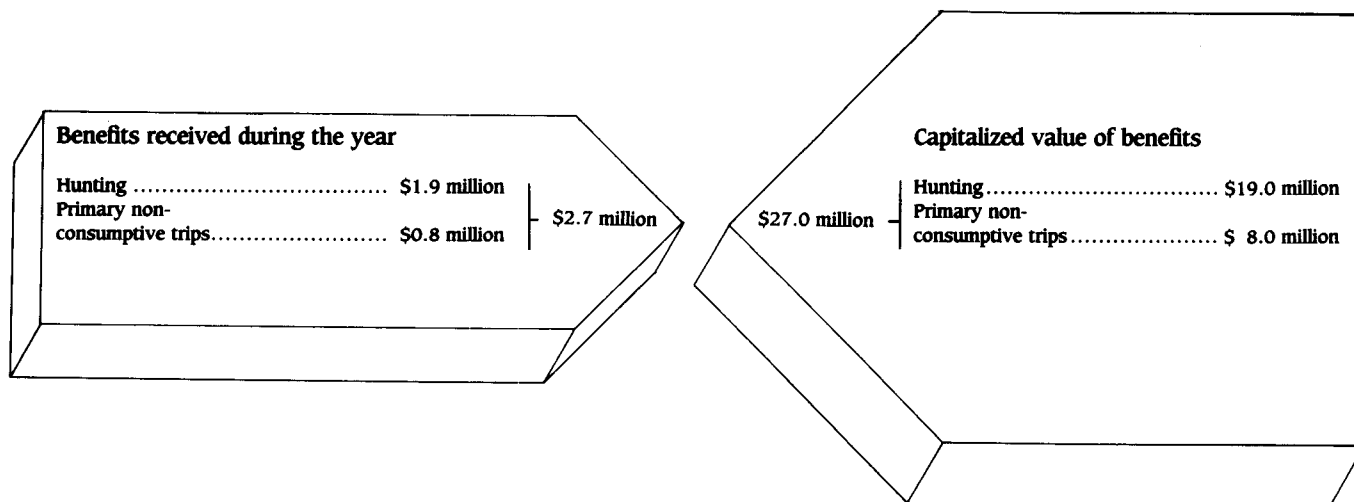 Benefits received during the year
Hunting ................................ $1.9 million
Primary non-
consumptive trips...................... $0.8 million
$2.7 million
Capitalized value of benefits
$27.0 million
Hunting............................. $19.0 million
Primary non-
consumptive trips.................. $ 8.0 million